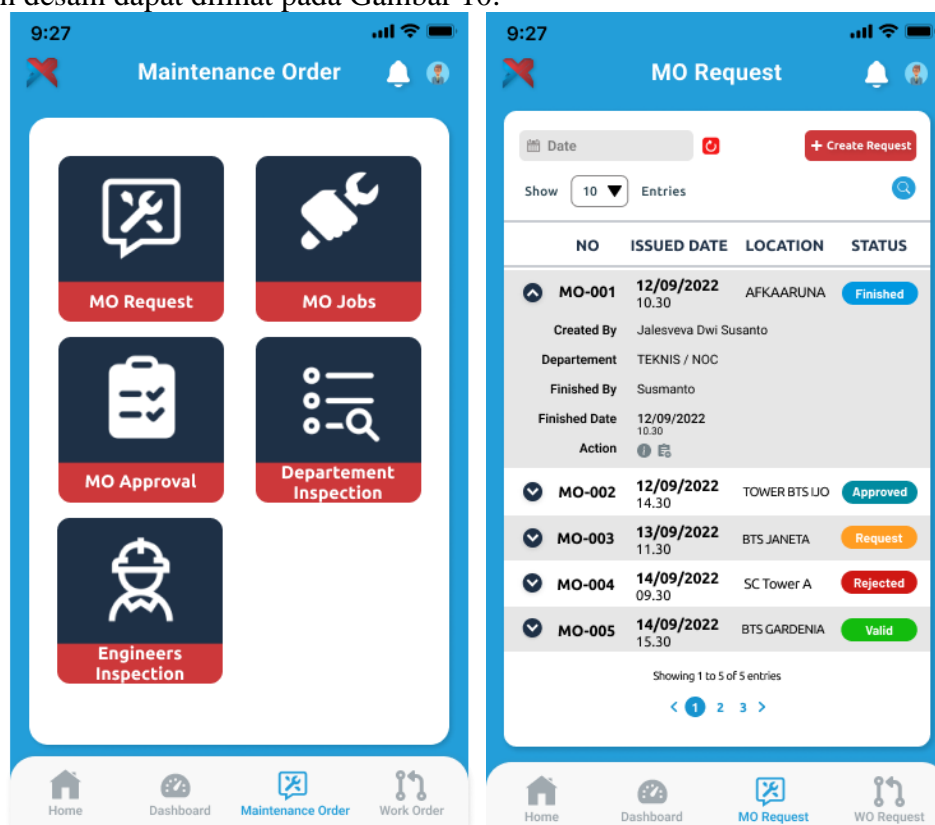 desain dapat dilihat pada Gambar 10.
9:27
Maintenance Order
MO Request
MO Jobs
MO Approval
Departement
Inspection
Engineers
Inspection
Home
Dashboard
Maintenance Order
Work Order
9:27
MO Request
Date
+ Create Request
Show 10 Entries
NO ISSUED DATE LOCATION STATUS
MO-001 12/09/2022 10.30 AFKAARUNA Finished
Created By Jalesveva Dwi Susanto
Departement TEKNIS / NOC
Finished By Susmanto
Finished Date 12/09/2022
10.30
Action
MO-002 12/09/2022 14.30 TOWER BTS IJO Approved
MO-003 13/09/2022 11.30 BTS JANETA Request
MO-004 14/09/2022 09.30 SC Tower A Rejected
MO-005 14/09/2022 15.30 BTS GARDENIA Valid
Showing 1 to 5 of 5 entries
< 1 2 3 >
Home
Dashboard
MO Request
WO Request